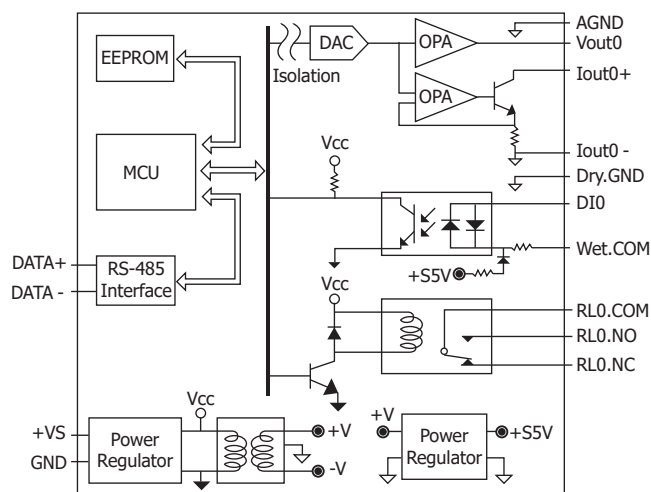 EEPROM
MCU
DATA+
DATA -
RS-485
Interface
Isolation
DAC
OPA
OPA
AGND
Vout0
Iout0+
Iout0 -
Dry.GND
DI0
Wet.COM
Vcc
+S5V
Vcc
RL0.COM
RL0.NO
RL0.NC
+VS
GND
Power
Regulator
Vcc
+V
-V
+V
Power
Regulator
+S5V